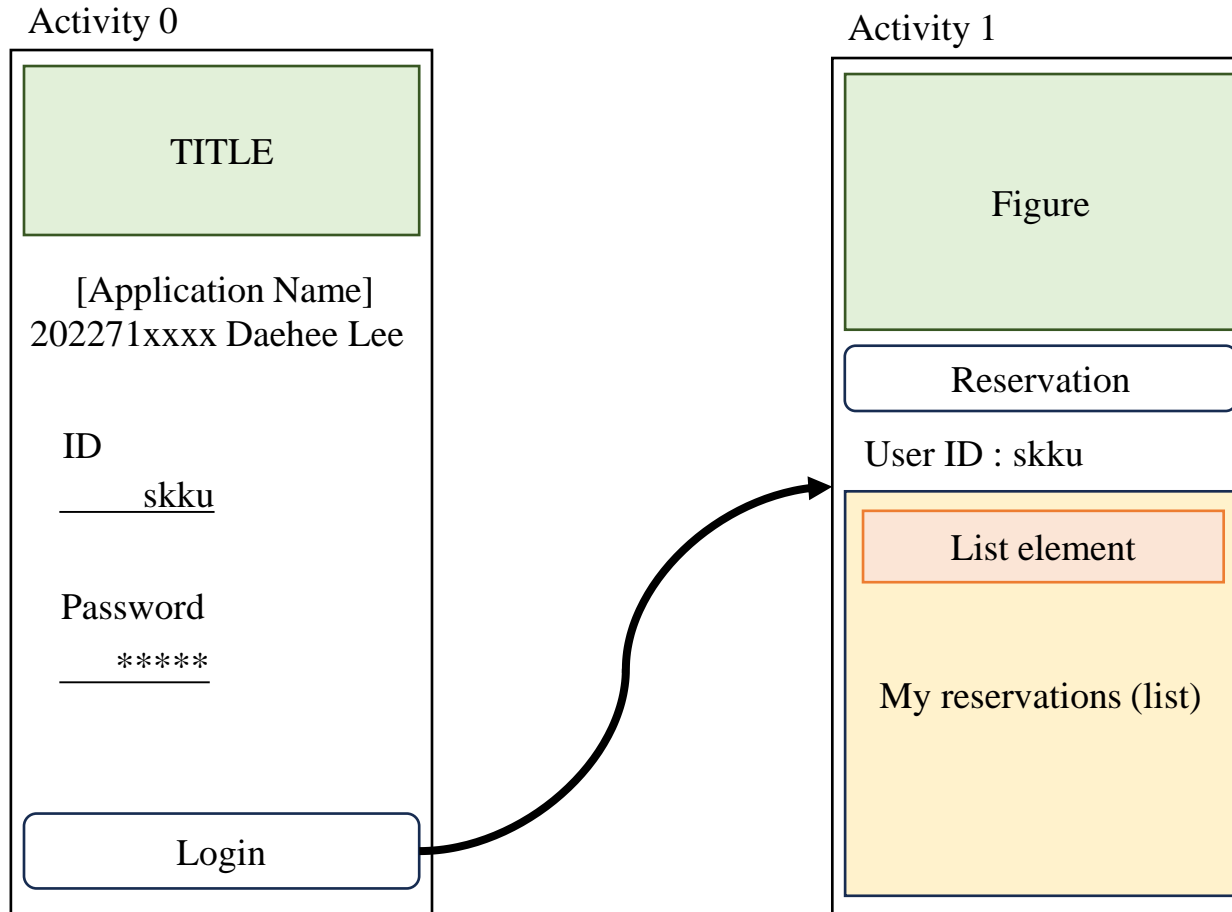 Activity 0
TITLE
[Application Name]
202271xxxx Daehee Lee
ID
skku
Password
*****
Login
Activity 1
Figure
Reservation
User ID : skku
List element
My reservations (list)